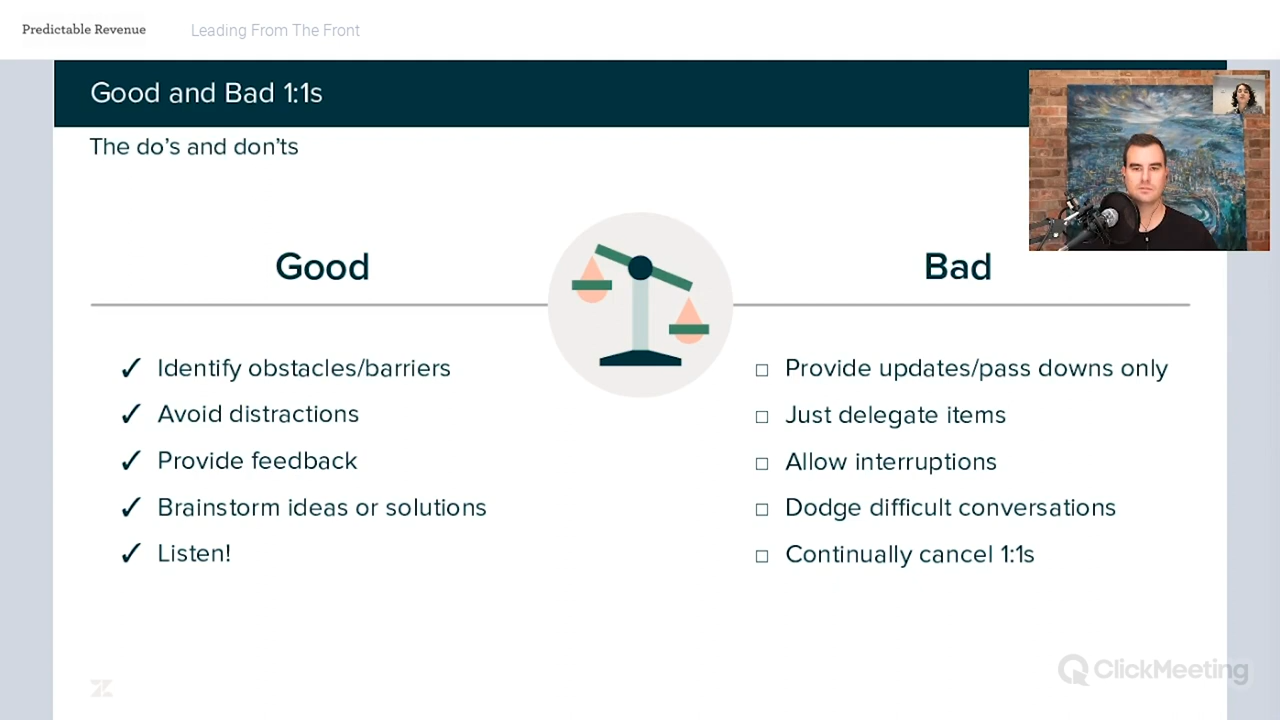 Predictable Revenue
Leading From The Front
Good and Bad 1:1s
The do's and don'ts
Good
✓ Identify obstacles/barriers
✓ Avoid distractions
✓ Provide feedback
✓ Brainstorm ideas or solutions
✓ Listen!
Bad
□ Provide updates/pass downs only
□ Just delegate items
□ Allow interruptions
□ Dodge difficult conversations
□ Continually cancel 1:1s
ClickMeeting